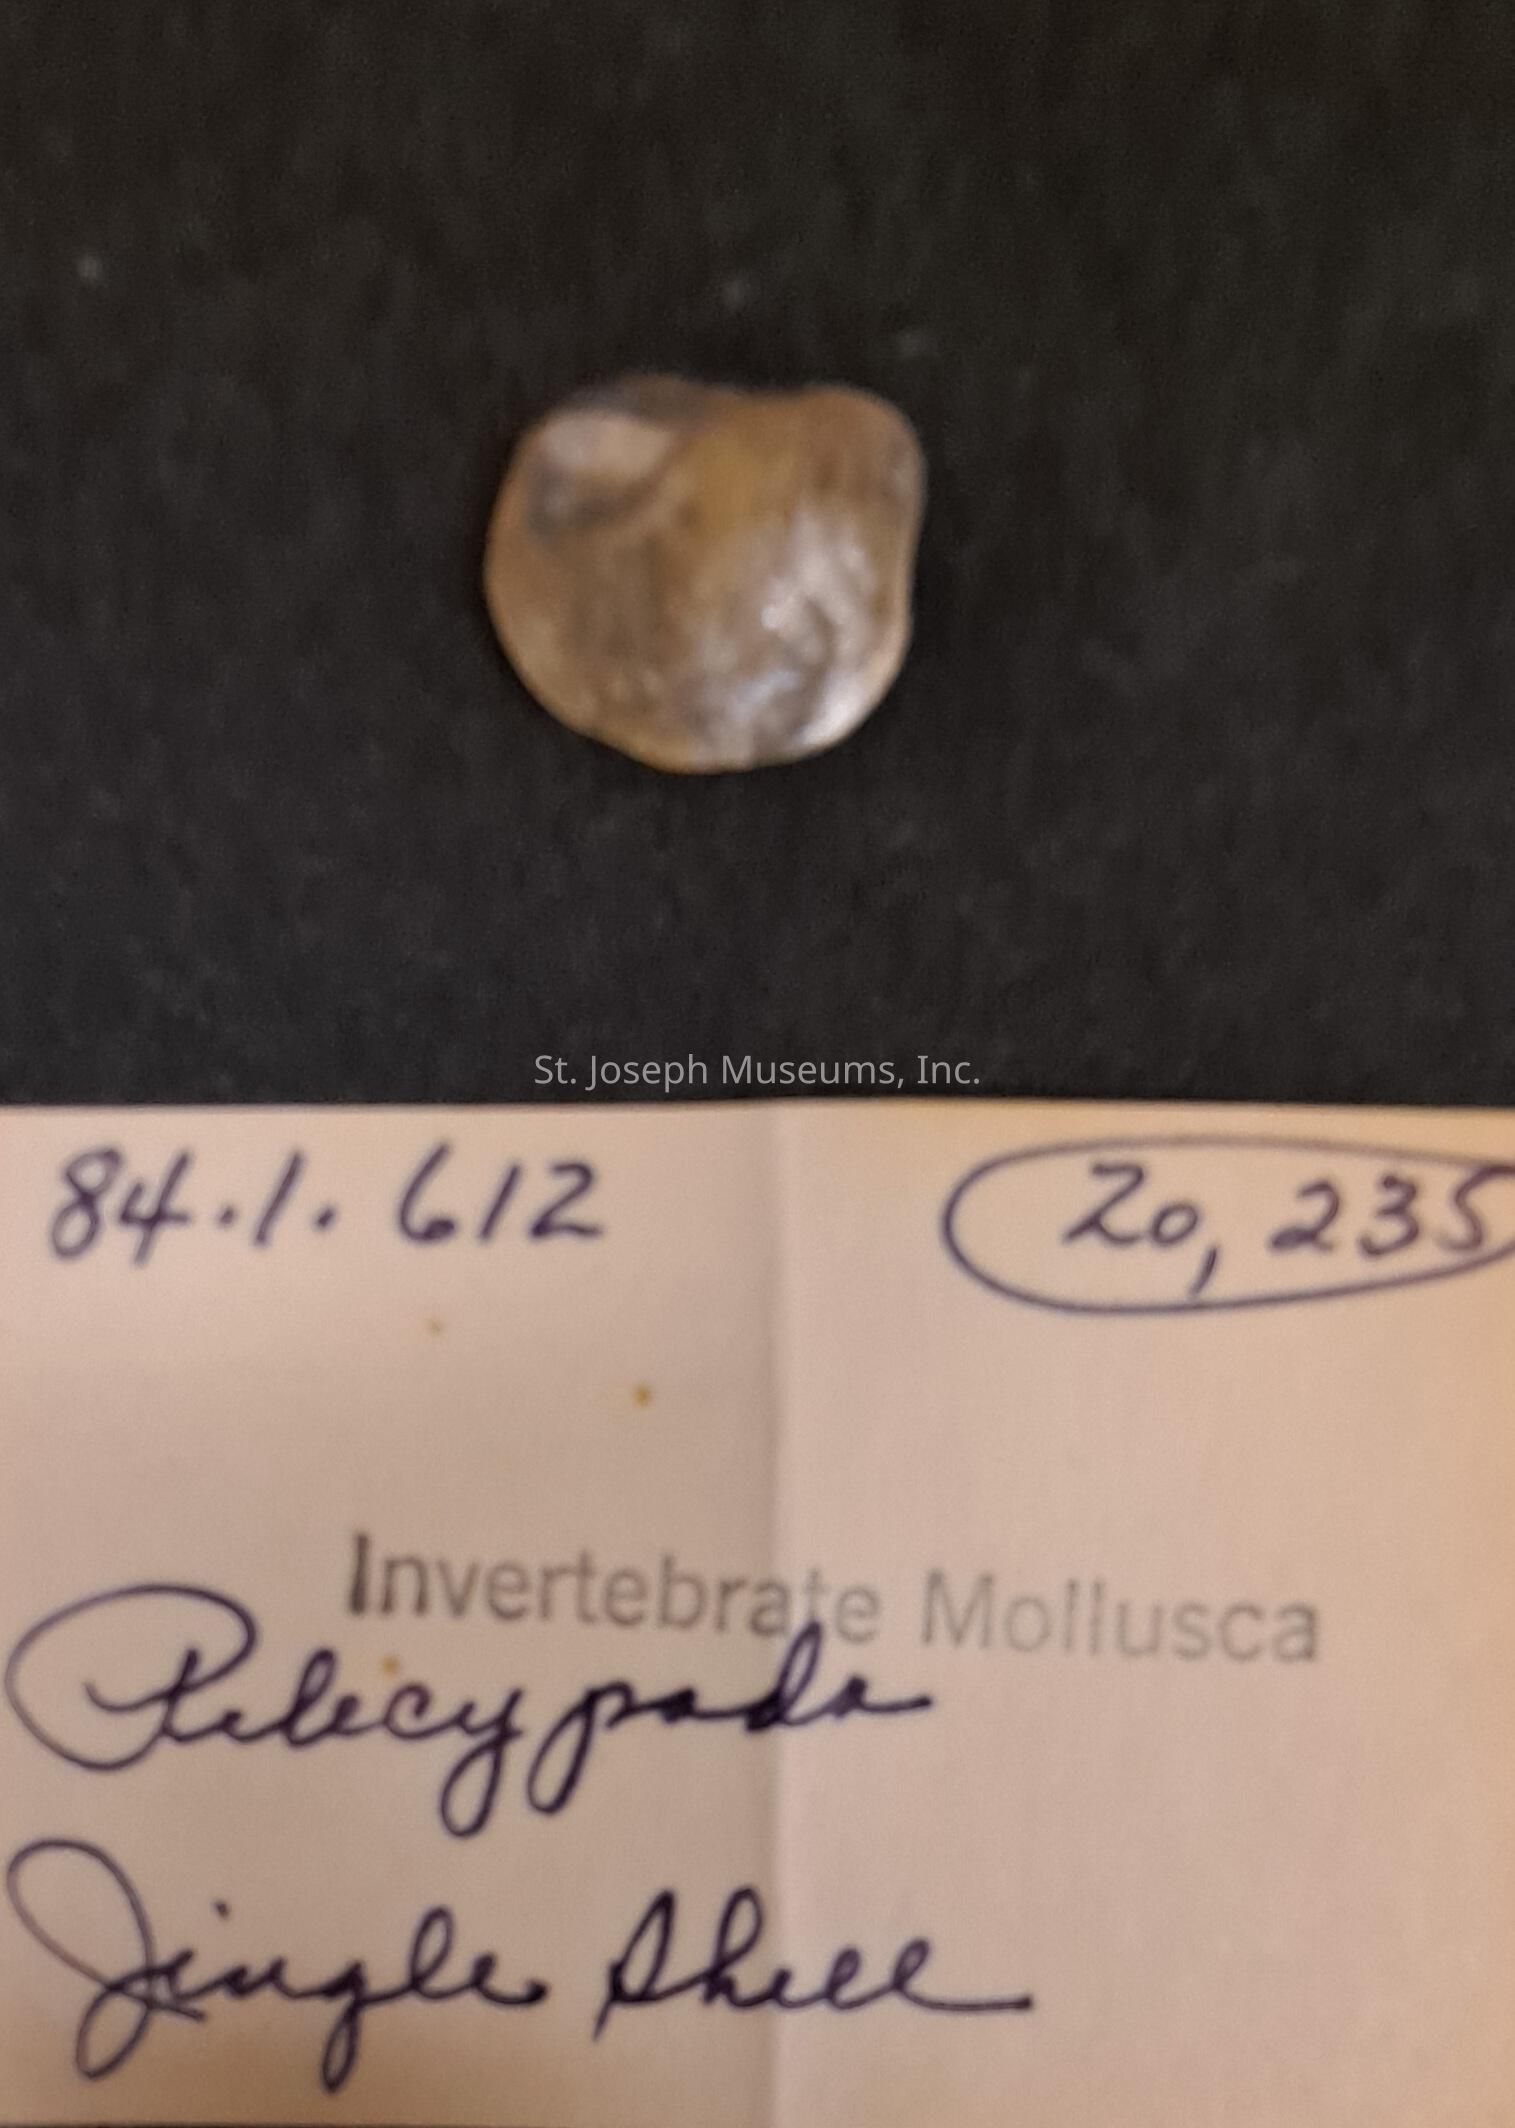 St. Joseph Museums, Inc.
84.1.612 20,235
Invertebrate Mollusca
Pelecypoda
Jingle Shell